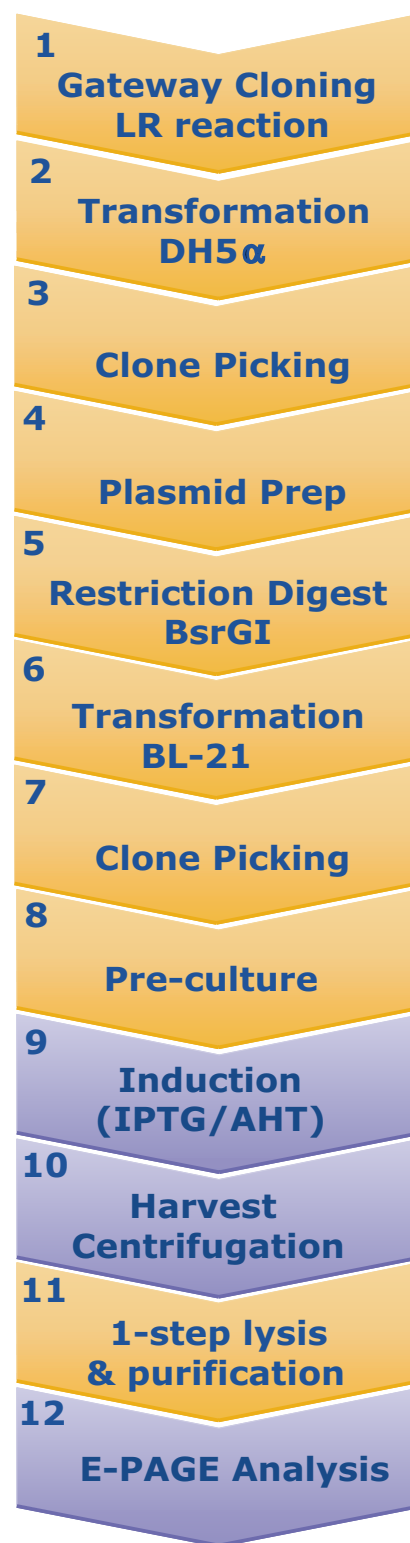 1
Gateway Cloning
LR reaction
2
Transformation
DH5α
3
Clone Picking
4
Plasmid Prep
5
Restriction Digest
BsrGI
6
Transformation
BL-21
7
Clone Picking
8
Pre-culture
9
Induction
(IPTG/AHT)
10
Harvest
Centrifugation
11
1-step lysis
& purification
12
E-PAGE Analysis